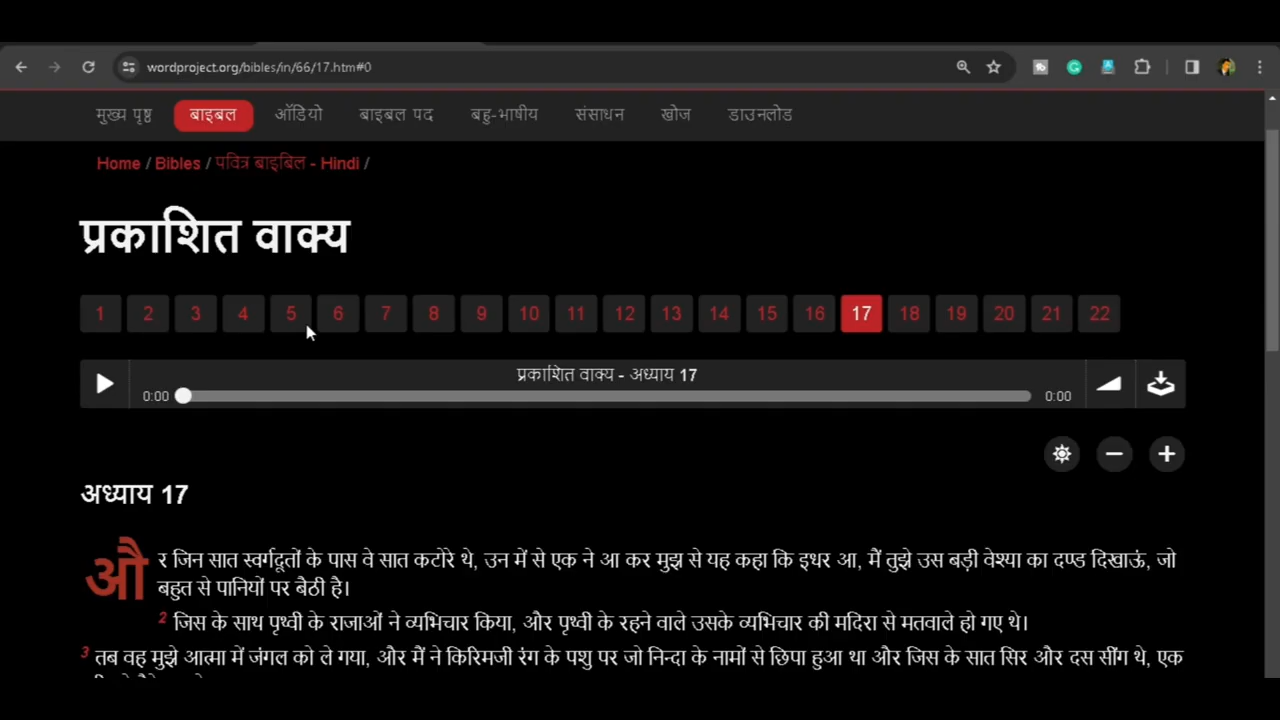 wordproject.org/bibles/in/66/17.htm#0
मुख्य पृष्ठ बाइबल ऑडियो बाइबल पद बहु-भाषीय संसाधन खोज डाउनलोड
Home / Bibles / पवित्र बाइबिल - Hindi /
प्रकाशित वाक्य
1 2 3 4 5 6 7 8 9 10 11 12 13 14 15 16 17 18 19 20 21 22
प्रकाशित वाक्य - अध्याय 17
0:00 0:00
अध्याय 17
और जिन सात स्वर्गदूतों के पास वे सात कटोरे थे, उन में से एक ने आ कर मुझ से यह कहा कि इधर आ, मैं तुझे उस बड़ी वेश्या का दण्ड दिखाऊं, जो
बहुत से पानियों पर बैठी है।
2 जिस के साथ पृथ्वी के राजाओं ने व्यभिचार किया, और पृथ्वी के रहने वाले उसके व्यभिचार की मदिरा से मतवाले हो गए थे।
3 तब वह मुझे आत्मा में जंगल को ले गया, और मैं ने किरिमजी रंग के पशु पर जो निन्दा के नामों से छिपा हुआ था और जिस के सात सिर और दस सींग थे, एक